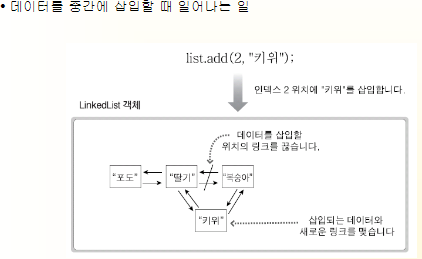 • 데이터를 중간에 삽입할 때 일어나는 일
list.add(2, "키위");
인덱스 2 위치에 "키위"를 삽입합니다.
LinkedList 객체
데이터를 삽입할
위치의 링크를 끊습니다.
"포도" "딸기" "복숭아"
"키위"
삽입되는 데이터와
새로운 링크를 맺습니다